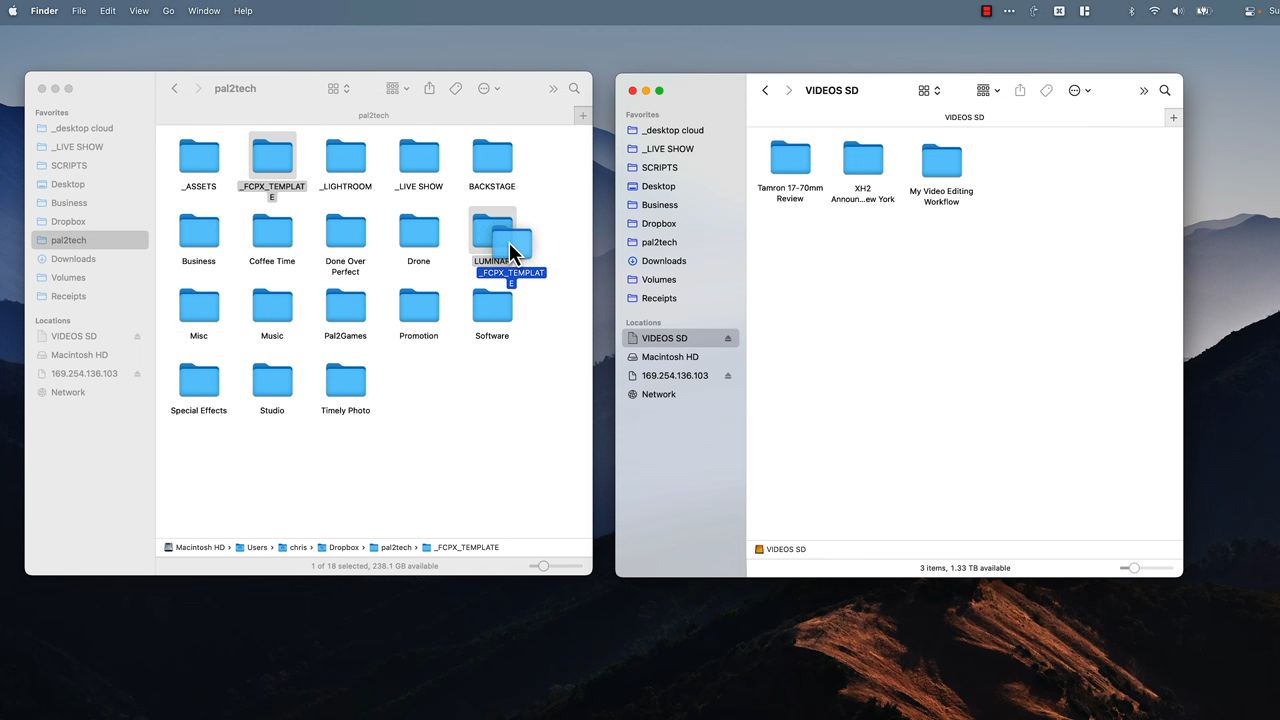 Finder File Edit View Go Window Help
pal2tech
pal2tech
Favorites
_desktop cloud
_LIVE SHOW
SCRIPTS
Desktop
Business
Dropbox
pal2tech
Downloads
Volumes
Receipts
Locations
VIDEOS SD
Macintosh HD
169.254.136.103
Network
_ASSETS
_FCPX_TEMPLAT
E
_LIGHTROOM
_LIVE SHOW
BACKSTAGE
Business
Coffee Time
Done Over
Perfect
Drone
_FCPX_TEMPLAT
E
Misc
Music
Pal2Games
Promotion
Software
Special Effects
Studio
Timely Photo
Macintosh HD › Users › chris › Dropbox › pal2tech › _FCPX_TEMPLATE
1 of 18 selected, 238.1 GB available
VIDEOS SD
VIDEOS SD
Favorites
_desktop cloud
_LIVE SHOW
SCRIPTS
Desktop
Business
Dropbox
pal2tech
Downloads
Volumes
Receipts
Locations
VIDEOS SD
Macintosh HD
169.254.136.103
Network
Tamron 17-70mm
Review
XH2
Announ...ew York
My Video Editing
Workflow
VIDEOS SD
3 items, 1.33 TB available